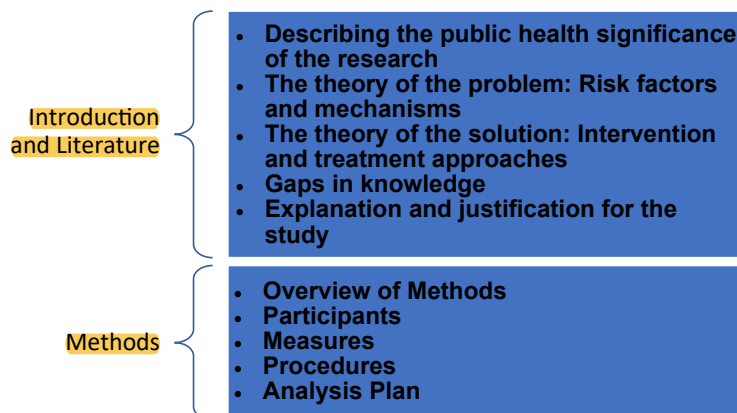 Introduction
and Literature
• Describing the public health significance
of the research
• The theory of the problem: Risk factors
and mechanisms
• The theory of the solution: Intervention
and treatment approaches
• Gaps in knowledge
• Explanation and justification for the
study
Methods
• Overview of Methods
• Participants
• Measures
• Procedures
• Analysis Plan